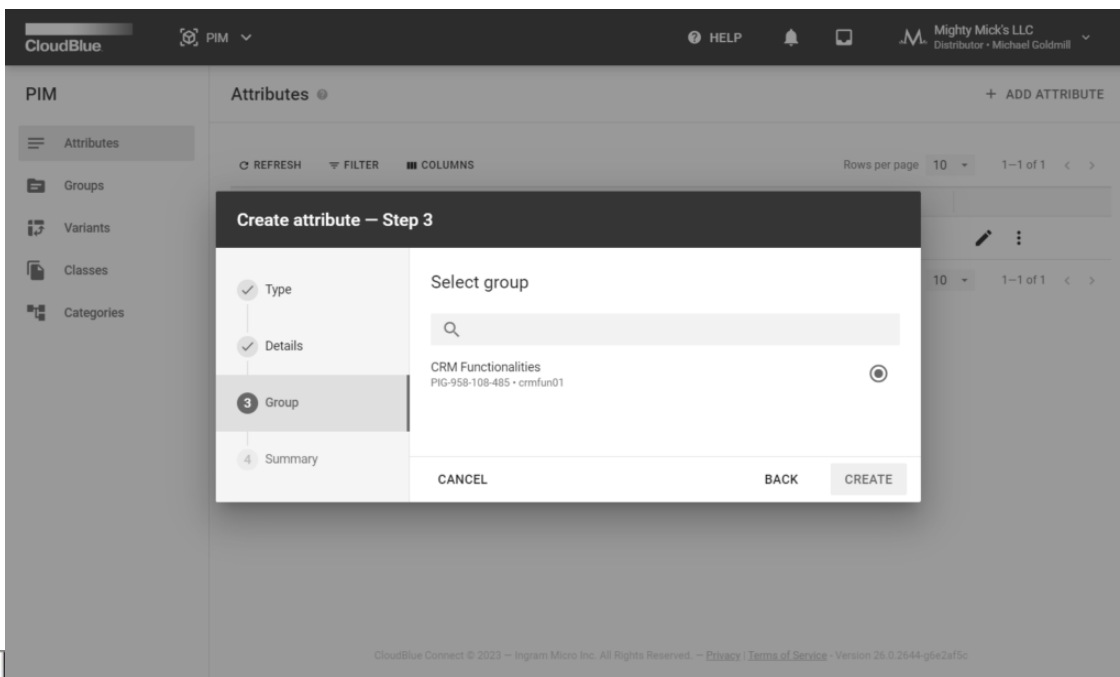 CloudBlue
PIM
HELP
Mighty Mick's LLC
Distributor • Michael Goldmill
PIM
Attributes
+ ADD ATTRIBUTE
Attributes
Groups
Variants
Classes
Categories
REFRESH FILTER COLUMNS Rows per page 10 1–1 of 1 < >
Create attribute — Step 3
10 1–1 of 1 < >
Type
Details
3 Group
4 Summary
Select group
CRM Functionalities
PIG-958-108-485 • crmfun01
CANCEL BACK CREATE
CloudBlue Connect © 2023 — Ingram Micro Inc. All Rights Reserved. — Privacy | Terms of Service - Version 26.0.2644-g6e2af5c